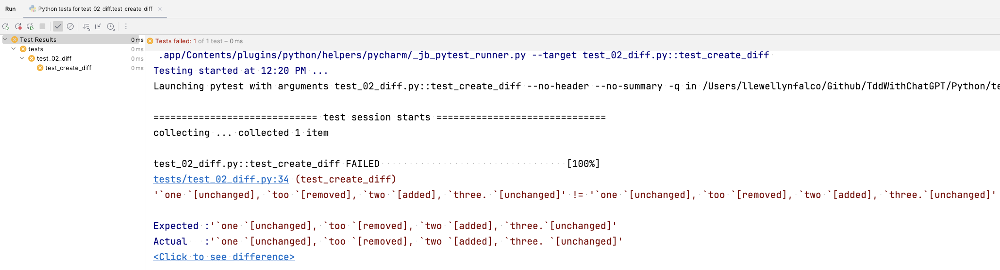 Run
Python tests for test_02_diff.test_create_diff
Test Results 0 ms
tests 0 ms
test_02_diff 0 ms
test_create_diff 0 ms
Tests failed: 1 of 1 test – 0 ms
.app/Contents/plugins/python/helpers/pycharm/_jb_pytest_runner.py --target test_02_diff.py::test_create_diff
Testing started at 12:20 PM ...
Launching pytest with arguments test_02_diff.py::test_create_diff --no-header --no-summary -q in /Users/llewellynfalco/Github/TddWithChatGPT/Python/te
============================= test session starts ==============================
collecting ... collected 1 item
test_02_diff.py::test_create_diff FAILED [100%]
tests/test_02_diff.py:34 (test_create_diff)
'`one `[unchanged], `too `[removed], `two `[added], `three. `[unchanged]' != '`one `[unchanged], `too `[removed], `two `[added], `three.`[unchanged]'
Expected :'`one `[unchanged], `too `[removed], `two `[added], `three.`[unchanged]'
Actual :'`one `[unchanged], `too `[removed], `two `[added], `three. `[unchanged]'
<Click to see difference>